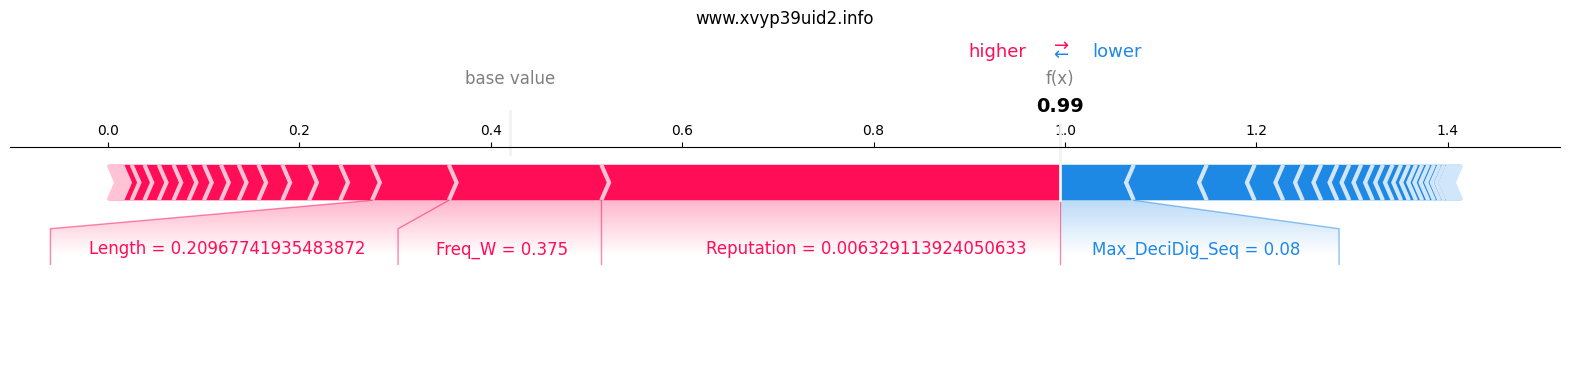 www.xvyp39uid2.info
higher ⇄ lower
base value f(x)
0.99
0.0 0.2 0.4 0.6 0.8 1.0 1.2 1.4
Length = 0.20967741935483872 Freq_W = 0.375 Reputation = 0.006329113924050633 Max_DeciDig_Seq = 0.08